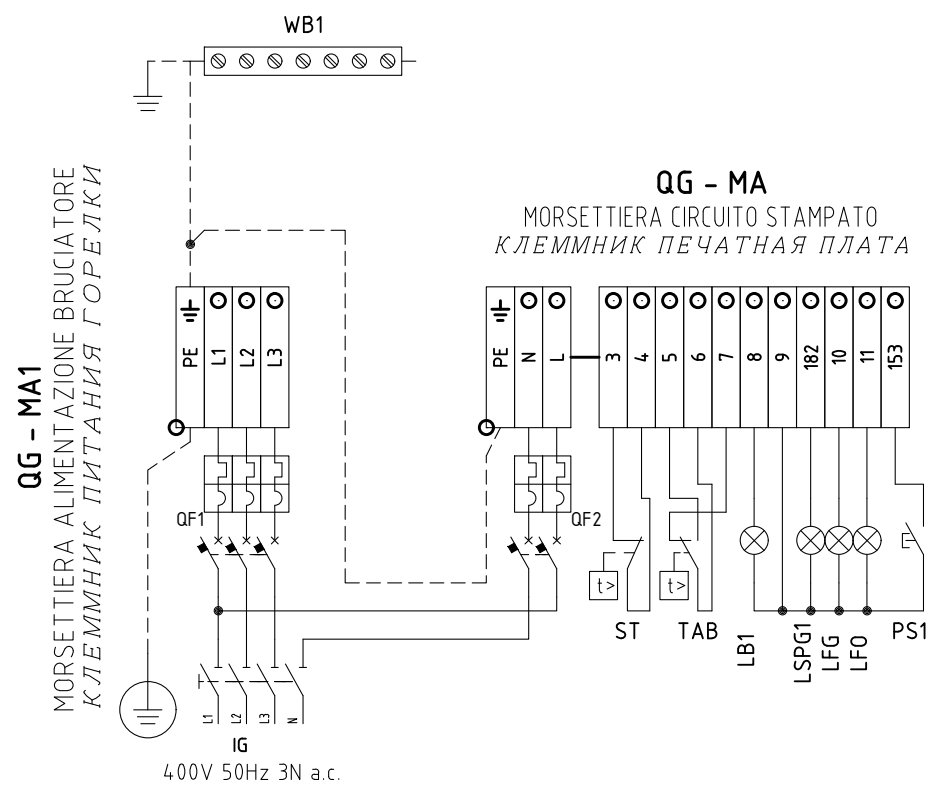 WB1
QG - MA1
MORSETTIERA ALIMENTAZIONE BRUCIATORE
КЛЕММНИК ПИТАНИЯ ГОРЕЛКИ
QG - MA
MORSETTIERA CIRCUITO STAMPATO
КЛЕММНИК ПЕЧАТНАЯ ПЛАТА
PE L1 L2 L3
PE N L 3 4 5 6 7 8 9 182 10 11 153
QF1
QF2
t>
t>
ST
TAB
LB1
LSPG1
LFG
LFO
PS1
L1 L2 L3 N
IG
400V 50Hz 3N a.c.